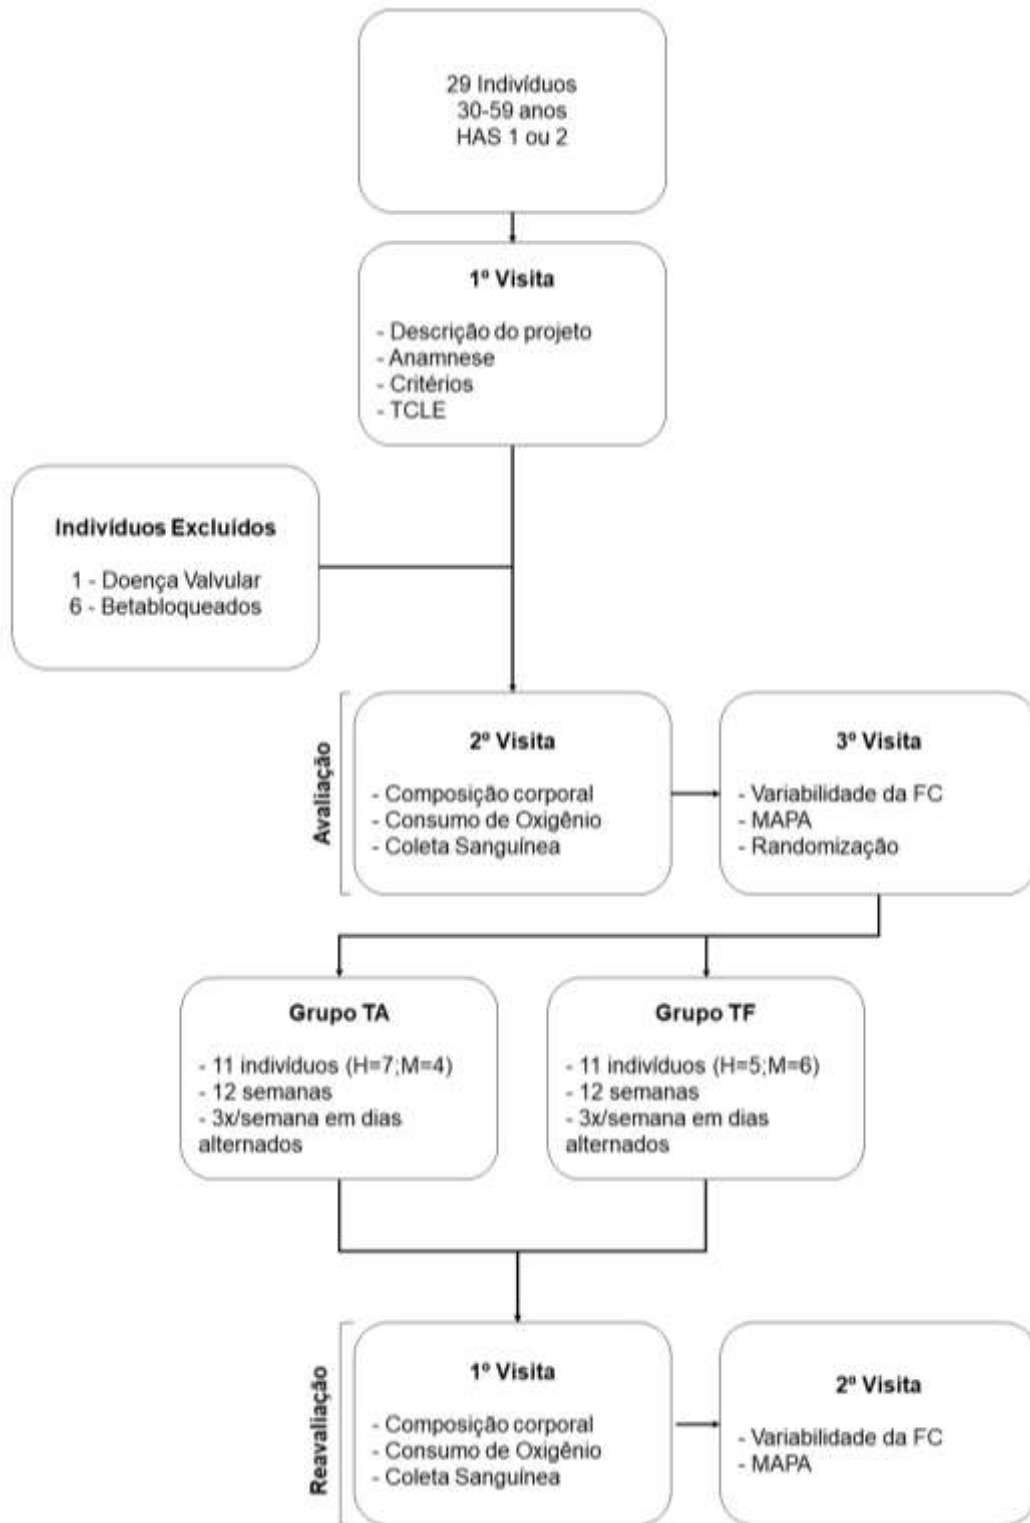 29 Indivíduos
30-59 anos
HAS 1 ou 2
1º Visita
- Descrição do projeto
- Anamnese
- Critérios
- TCLE
Indivíduos Excluídos
1 - Doença Valvular
6 - Betabloqueados
Avaliação
2º Visita
- Composição corporal
- Consumo de Oxigênio
- Coleta Sanguínea
3º Visita
- Variabilidade da FC
- MAPA
- Randomização
Grupo TA
- 11 indivíduos (H=7;M=4)
- 12 semanas
- 3x/semana em dias
alternados
Grupo TF
- 11 indivíduos (H=5;M=6)
- 12 semanas
- 3x/semana em dias
alternados
Reavaliação
1º Visita
- Composição corporal
- Consumo de Oxigênio
- Coleta Sanguínea
2º Visita
- Variabilidade da FC
- MAPA